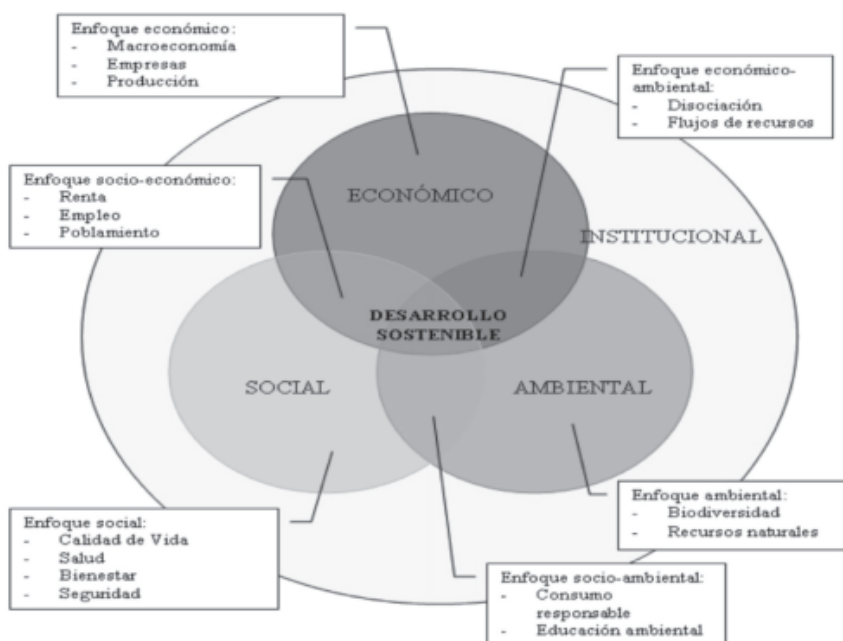 Enfoque económico:
- Macroeconomía
- Empresas
- Producción
Enfoque económico-
ambiental:
- Disociación
- Flujos de recursos
Enfoque socio-económico:
- Renta
- Empleo
- Poblamiento
ECONÓMICO
INSTITUCIONAL
DESARROLLO
SOSTENIBLE
SOCIAL
AMBIENTAL
Enfoque social:
- Calidad de Vida
- Salud
- Bienestar
- Seguridad
Enfoque ambiental:
- Biodiversidad
- Recursos naturales
Enfoque socio-ambiental:
- Consumo
responsable
- Educación ambiental